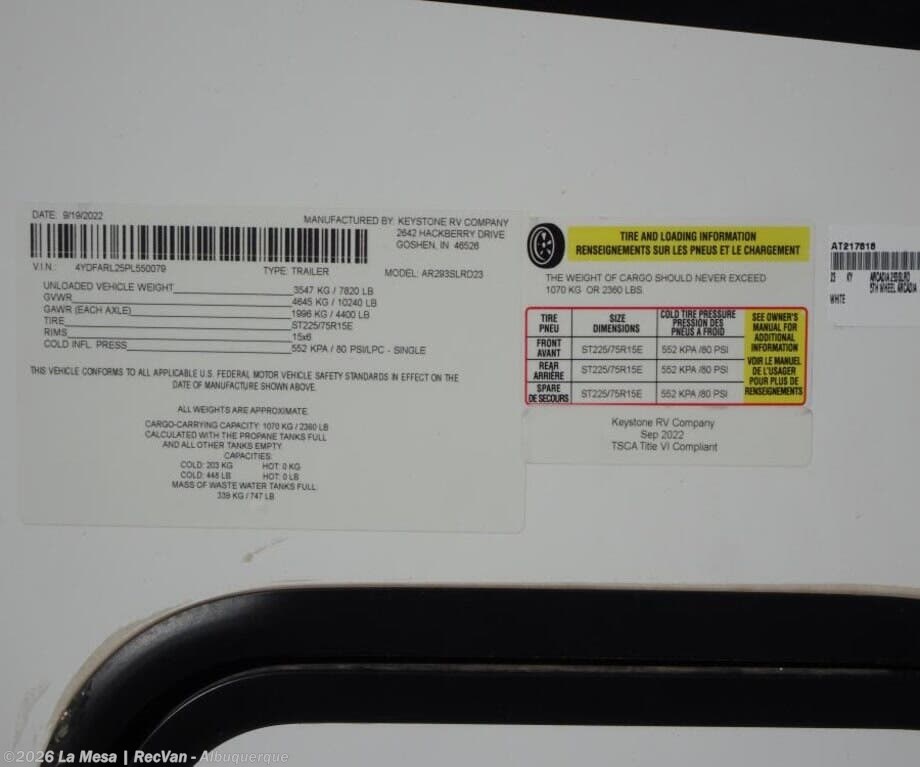 DATE: 9/19/2022
MANUFACTURED BY: KEYSTONE RV COMPANY
2642 HACKBERRY DRIVE
GOSHEN, IN 46526
V.I.N.: 4YDFARL25PL550079 TYPE: TRAILER MODEL: AR293SLRD23
UNLOADED VEHICLE WEIGHT 3547 KG / 7820 LB
GVWR 4645 KG / 10240 LB
GAWR (EACH AXLE) 1996 KG / 4400 LB
TIRE ST225/75R15E
RIMS 15x6
COLD INFL. PRESS 552 KPA / 80 PSI/LPC - SINGLE
THIS VEHICLE CONFORMS TO ALL APPLICABLE U.S. FEDERAL MOTOR VEHICLE SAFETY STANDARDS IN EFFECT ON THE
DATE OF MANUFACTURE SHOWN ABOVE.
ALL WEIGHTS ARE APPROXIMATE.
CARGO-CARRYING CAPACITY: 1070 KG / 2360 LB
CALCULATED WITH THE PROPANE TANKS FULL
AND ALL OTHER TANKS EMPTY.
CAPACITIES:
COLD: 203 KG HOT: 0 KG
COLD: 448 LB HOT: 0 LB
MASS OF WASTE WATER TANKS FULL:
339 KG / 747 LB
TIRE AND LOADING INFORMATION
RENSEIGNEMENTS SUR LES PNEUS ET LE CHARGEMENT
THE WEIGHT OF CARGO SHOULD NEVER EXCEED
1070 KG OR 2360 LBS.
TIRE
PNEU
SIZE
DIMENSIONS
COLD TIRE PRESSURE
PRESSION DES
PNEUS A FROID
FRONT
AVANT
ST225/75R15E 552 KPA /80 PSI
REAR
ARRIÈRE
ST225/75R15E 552 KPA /80 PSI
SPARE
DE SECOURS
ST225/75R15E 552 KPA /80 PSI
SEE OWNER'S
MANUAL FOR
ADDITIONAL
INFORMATION
VOIR LE MANUEL
DE L'USAGER
POUR PLUS DE
RENSEIGNEMENTS
Keystone RV Company
Sep 2022
TSCA Title VI Compliant
AT217618
23 KY
5TH WHEEL ARCADIA
WHITE
©2026 La Mesa | RecVan - Albuquerque